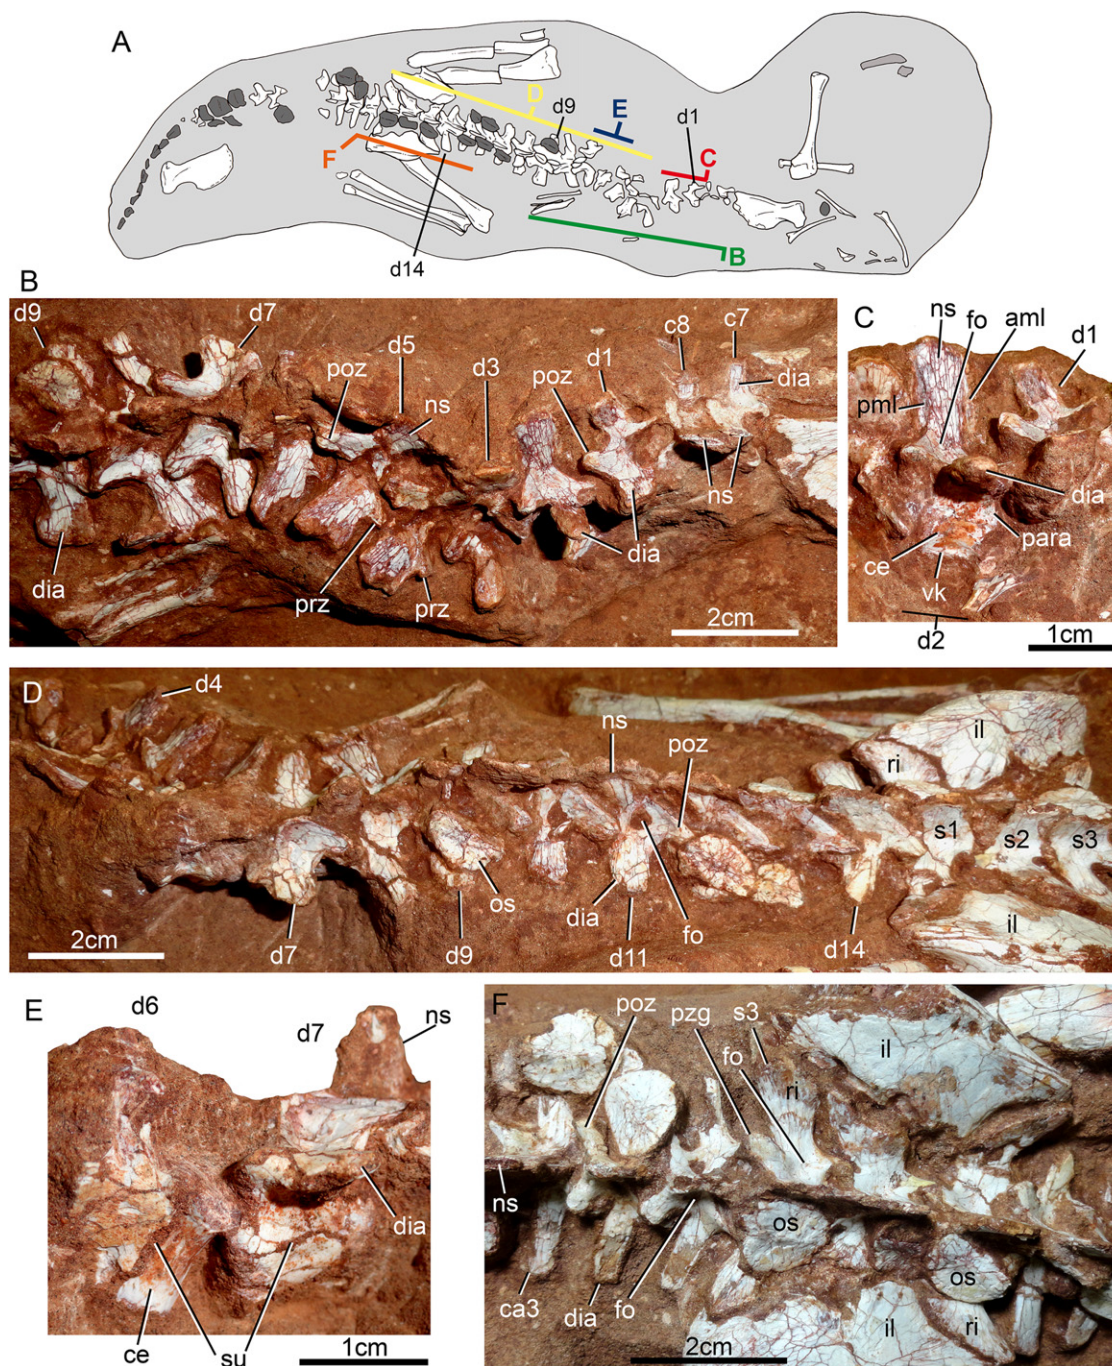 A
D
d9
E
d1
C
F
d14
B
B
d9
d7
poz
d5
ns
d3
poz
d1
c8
c7
dia
ns
dia
dia
prz
prz
2cm
C
ns
fo
aml
d1
pml
dia
para
ce
vk
d2
1cm
D
d4
ns
poz
ri
il
s1
s2
s3
os
dia
fo
il
2cm
d7
d9
d11
d14
E
d6
d7
ns
dia
ce
su
1cm
F
poz
pzg
s3
fo
ri
il
ns
os
os
ca3
dia
fo
il
ri
2cm